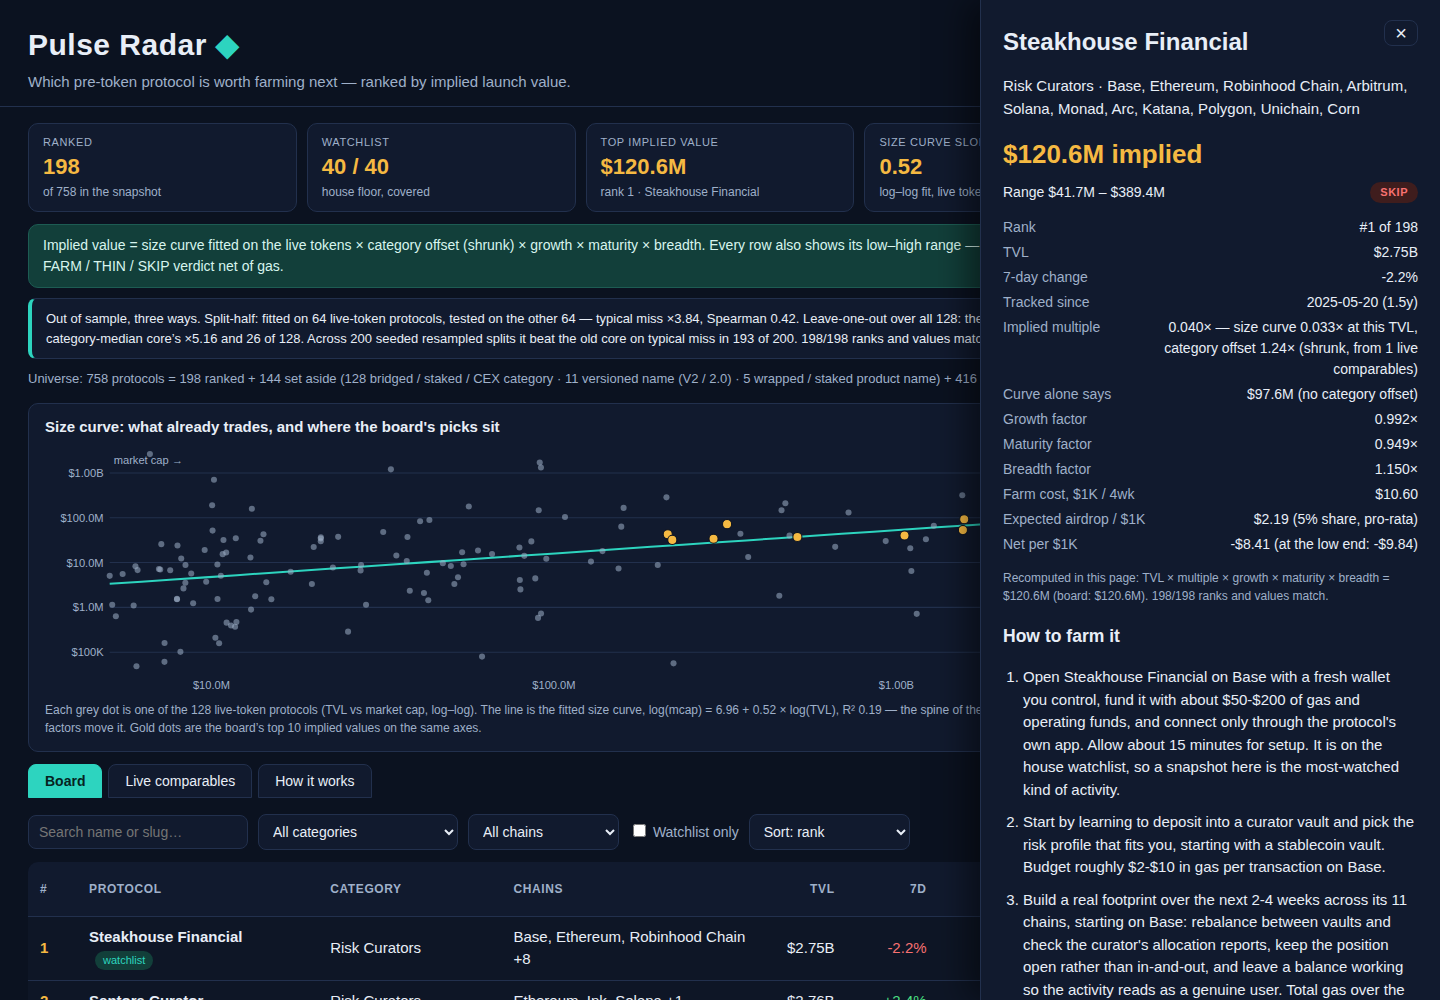 Pulse Radar
Which pre-token protocol is worth farming next — ranked by implied launch value.
RANKED
198
of 758 in the snapshot
WATCHLIST
40 / 40
house floor, covered
TOP IMPLIED VALUE
$120.6M
rank 1 · Steakhouse Financial
SIZE CURVE
0.52
log–log fit, live
Implied value = size curve fitted on the live tokens × category offset (shrunk) × growth × maturity × breadth. Every row also shows its low–high range —
FARM / THIN / SKIP verdict net of gas.
Out of sample, three ways. Split-half: fitted on 64 live-token protocols, tested on the other 64 — typical miss ×3.84, Spearman 0.42. Leave-one-out over all 128:
category-median core's ×5.16 and 26 of 128. Across 200 seeded resampled splits it beat the old core on typical miss in 193 of 200. 198/198 ranks and values
Universe: 758 protocols = 198 ranked + 144 set aside (128 bridged / staked / CEX category · 11 versioned name (V2 / 2.0) · 5 wrapped / staked product name) + 416
Size curve: what already trades, and where the board's picks sit
market cap →
$1.00B
$100.0M
$10.0M
$1.0M
$100K
$10.0M
$100.0M
$1.00B
Each grey dot is one of the 128 live-token protocols (TVL vs market cap, log–log). The line is the fitted size curve, log(mcap) = 6.96 + 0.52 × log(TVL), R² 0.19 — the spine of the
factors move it. Gold dots are the board's top 10 implied values on the same axes.
Board
Live comparables
How it works
Search name or slug…
All categories
All chains
Watchlist only
Sort: rank
# PROTOCOL CATEGORY CHAINS TVL 7D
1 Steakhouse Financial Risk Curators Base, Ethereum, Robinhood Chain $2.75B -2.2%
watchlist +8
2 Sentora Curator Risk Curators Ethereum, Ink, Solana +1 $2.76B +2.4%
Steakhouse Financial
✕
Risk Curators · Base, Ethereum, Robinhood Chain, Arbitrum,
Solana, Monad, Arc, Katana, Polygon, Unichain, Corn
$120.6M implied
Range $41.7M – $389.4M
SKIP
Rank #1 of 198
TVL $2.75B
7-day change -2.2%
Tracked since 2025-05-20 (1.5y)
Implied multiple 0.040× — size curve 0.033× at this TVL,
category offset 1.24× (shrunk, from 1 live
comparables)
Curve alone says $97.6M (no category offset)
Growth factor 0.992×
Maturity factor 0.949×
Breadth factor 1.150×
Farm cost, $1K / 4wk $10.60
Expected airdrop / $1K $2.19 (5% share, pro-rata)
Net per $1K -$8.41 (at the low end: -$9.84)
Recomputed in this page: TVL × multiple × growth × maturity × breadth =
$120.6M (board: $120.6M). 198/198 ranks and values match.
How to farm it
1. Open Steakhouse Financial on Base with a fresh wallet
you control, fund it with about $50-$200 of gas and
operating funds, and connect only through the protocol's
own app. Allow about 15 minutes for setup. It is on the
house watchlist, so a snapshot here is the most-watched
kind of activity.
2. Start by learning to deposit into a curator vault and pick the
risk profile that fits you, starting with a stablecoin vault.
Budget roughly $2-$10 in gas per transaction on Base.
3. Build a real footprint over the next 2-4 weeks across its 11
chains, starting on Base: rebalance between vaults and
check the curator's allocation reports, keep the position
open rather than in-and-out, and leave a balance working
so the activity reads as a genuine user. Total gas over the